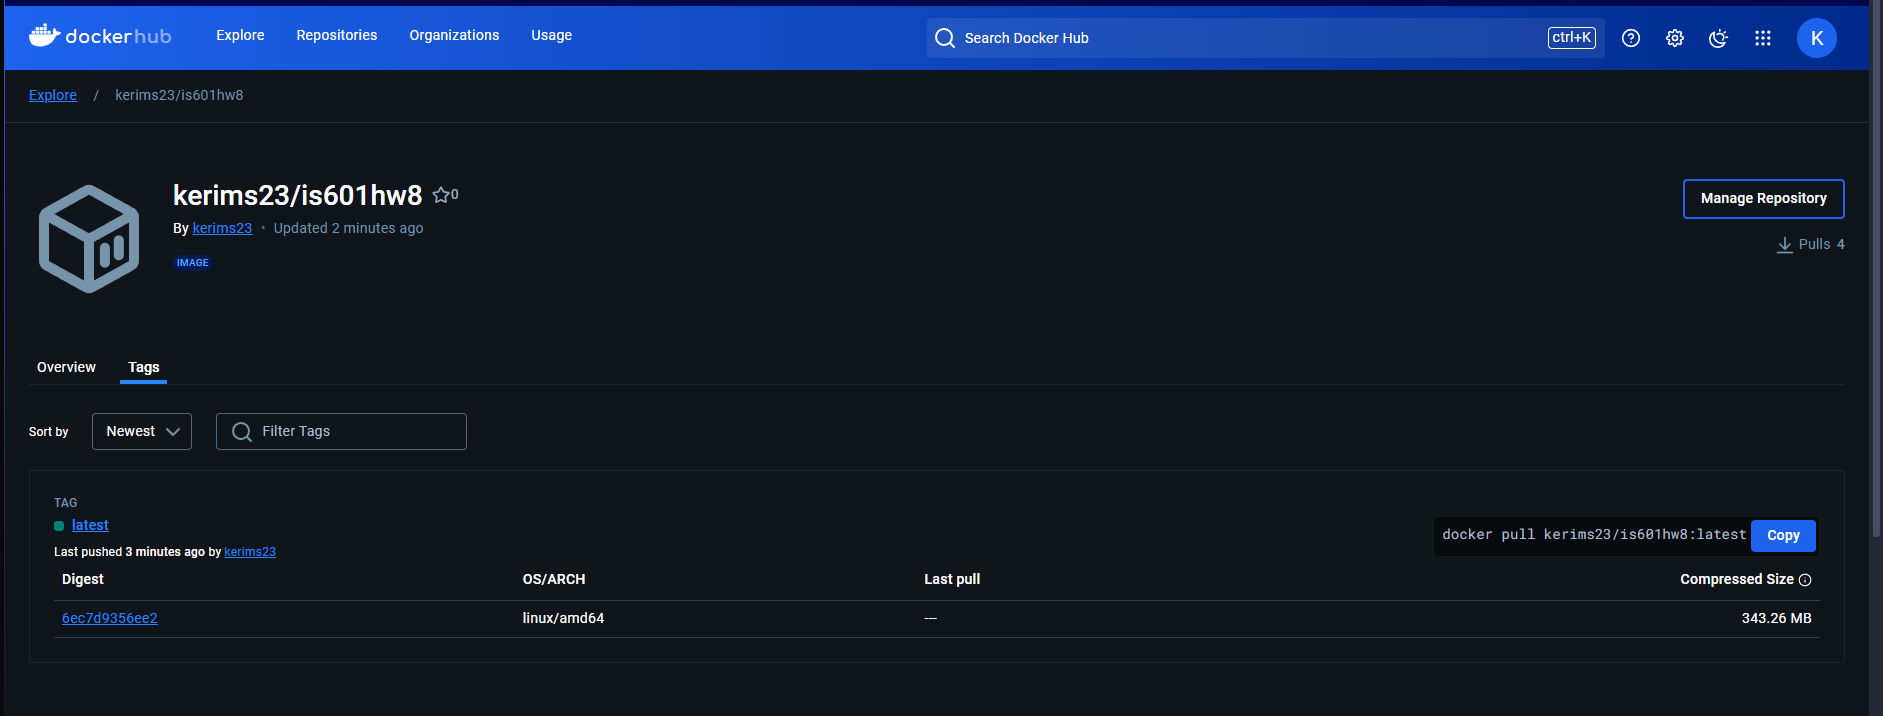 dockerhub Explore Repositories Organizations Usage Search Docker Hub ctrl+K K
Explore / kerims23/is601hw8
kerims23/is601hw8 0
Manage Repository
By kerims23 • Updated 2 minutes ago
Pulls 4
IMAGE
Overview Tags
Sort by Newest Filter Tags
TAG
latest
docker pull kerims23/is601hw8:latest Copy
Last pushed 3 minutes ago by kerims23
Digest OS/ARCH Last pull Compressed Size
6ec7d9356ee2 linux/amd64 --- 343.26 MB